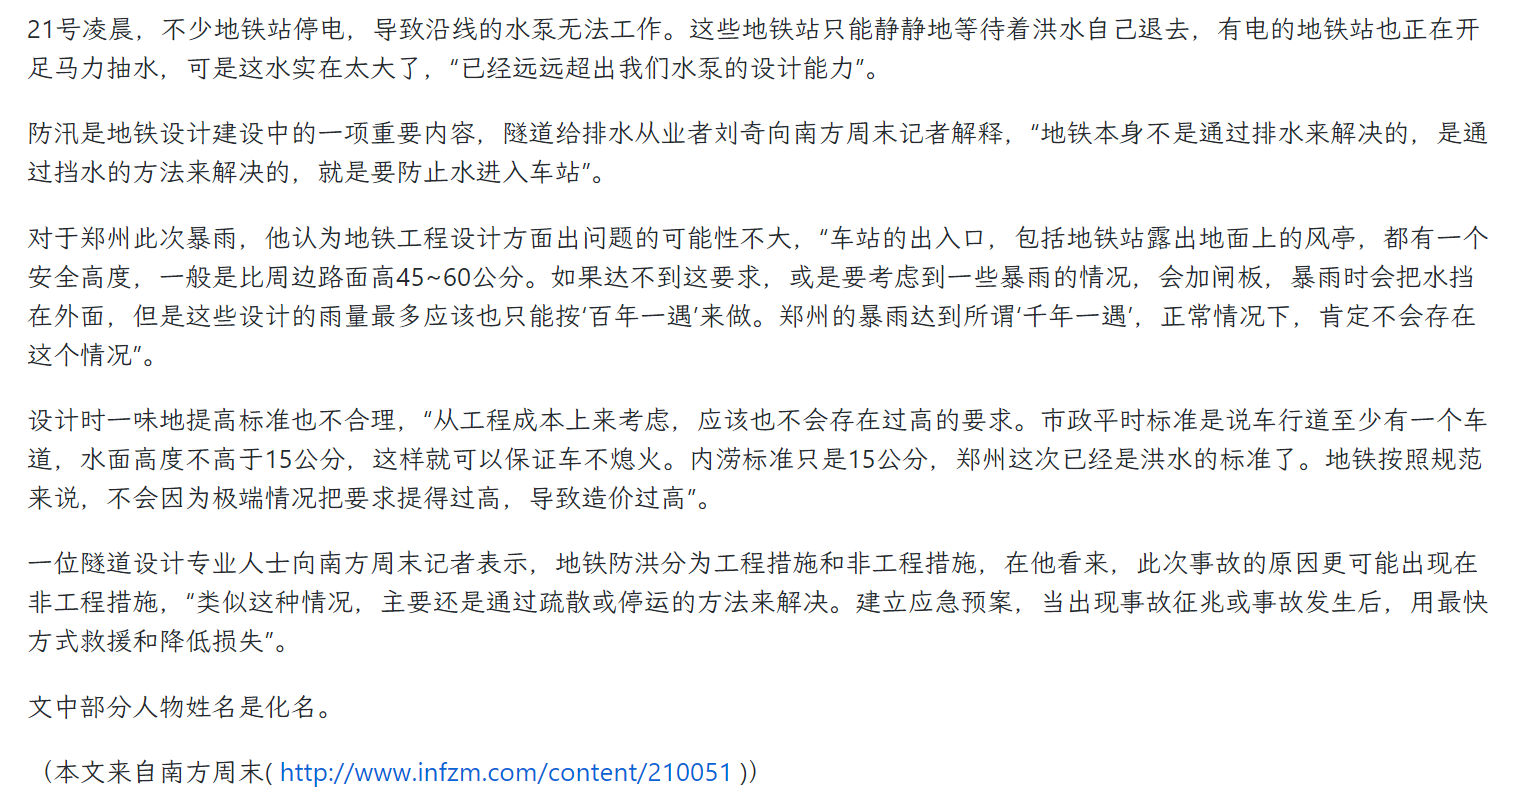 21号凌晨，不少地铁站停电，导致沿线的水泵无法工作。这些地铁站只能静静地等待着洪水自己退去，有电的地铁站也正在开
足马力抽水，可是这水实在太大了，“已经远远超出我们水泵的设计能力”。
防汛是地铁设计建设中的一项重要内容，隧道给排水从业者刘奇向南方周末记者解释，“地铁本身不是通过排水来解决的，是通
过挡水的方法来解决的，就是要防止水进入车站”。
对于郑州此次暴雨，他认为地铁工程设计方面出问题的可能性不大，“车站的出入口，包括地铁站露出地面上的风亭，都有一个
安全高度，一般是比周边路面高45~60公分。如果达不到这要求，或是要考虑到一些暴雨的情况，会加闸板，暴雨时会把水挡
在外面，但是这些设计的雨量最多应该也只能按‘百年一遇’来做。郑州的暴雨达到所谓‘千年一遇’，正常情况下，肯定不会存在
这个情况”。
设计时一味地提高标准也不合理，“从工程成本上来考虑，应该也不会存在过高的要求。市政平时标准是说车行道至少有一个车
道，水面高度不高于15公分，这样就可以保证车不熄火。内涝标准只是15公分，郑州这次已经是洪水的标准了。地铁按照规范
来说，不会因为极端情况把要求提得过高，导致造价过高”。
一位隧道设计专业人士向南方周末记者表示，地铁防洪分为工程措施和非工程措施，在他看来，此次事故的原因更可能出现在
非工程措施，“类似这种情况，主要还是通过疏散或停运的方法来解决。建立应急预案，当出现事故征兆或事故发生后，用最快
方式救援和降低损失”。
文中部分人物姓名是化名。
（本文来自南方周末( http://www.infzm.com/content/210051 )）